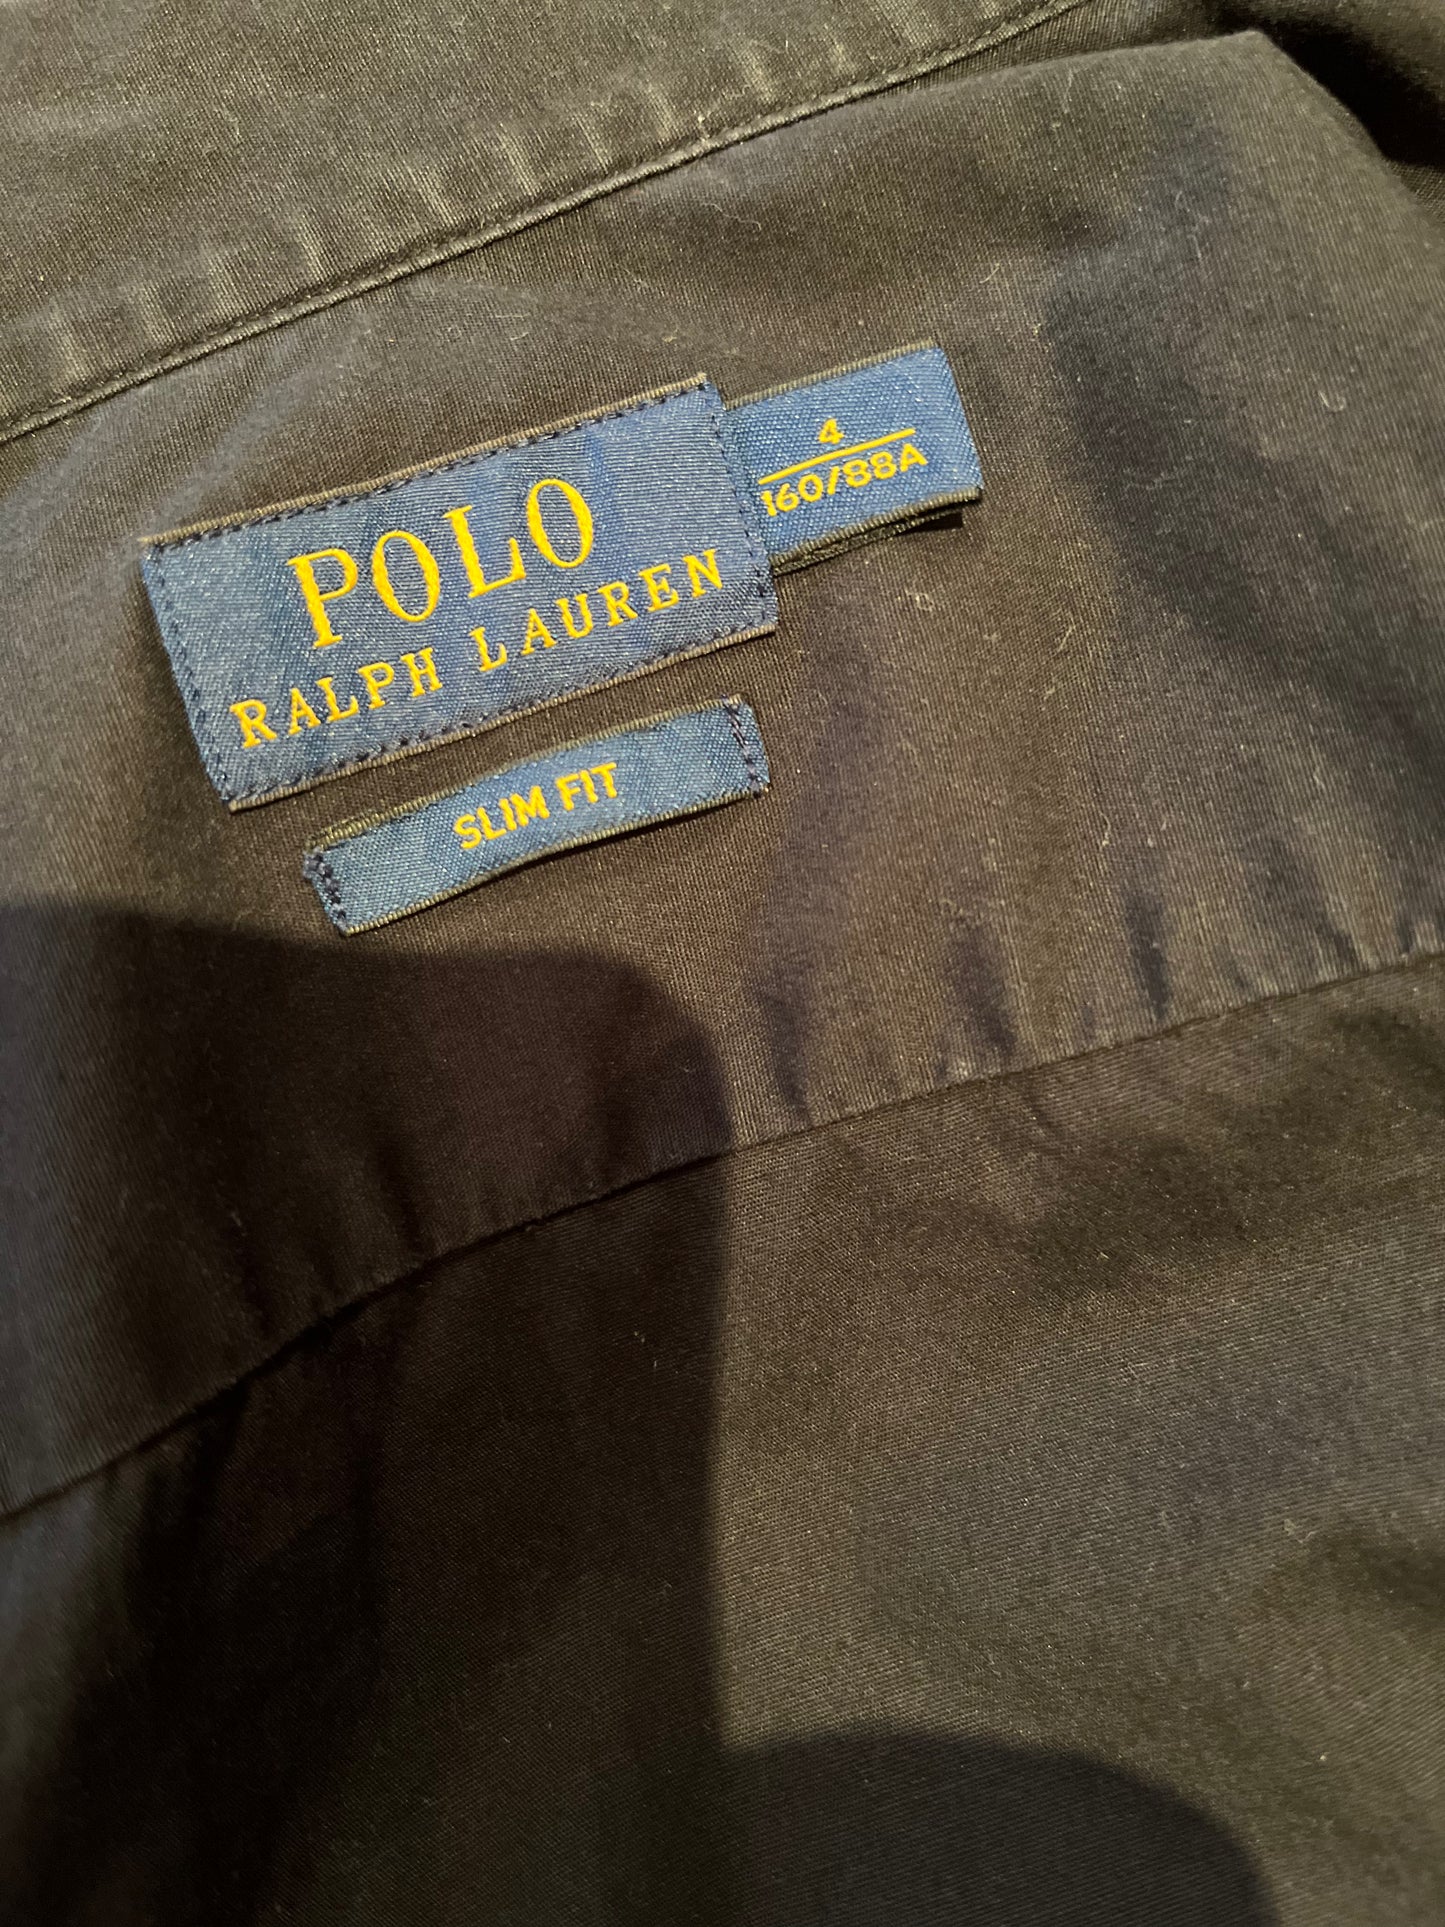 POLO
RALPH LAUREN
4
160/88A
SLIM FIT